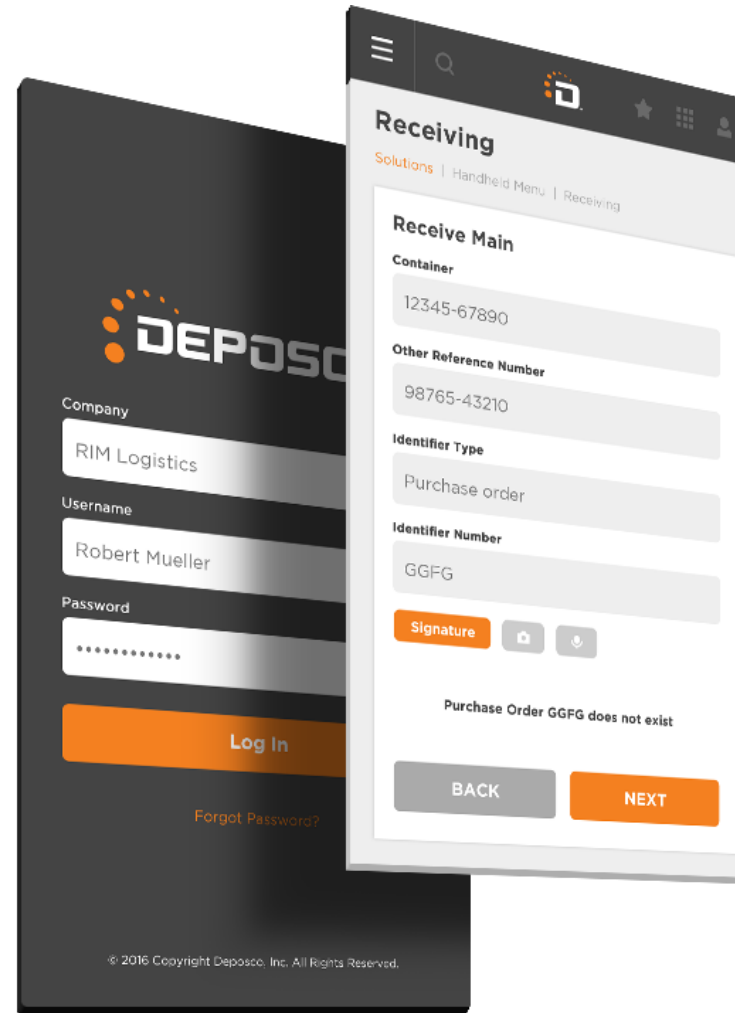 DEPOSCO
Company
RIM Logistics
Username
Robert Mueller
Password
Log In
Forgot Password?
© 2016 Copyright Deposco, Inc. All Rights Reserved.
D
Receiving
Solutions | Handheld Menu | Receiving
Receive Main
Container
12345-67890
Other Reference Number
98765-43210
Identifier Type
Purchase order
Identifier Number
GGFG
Signature
Purchase Order GGFG does not exist
BACK
NEXT